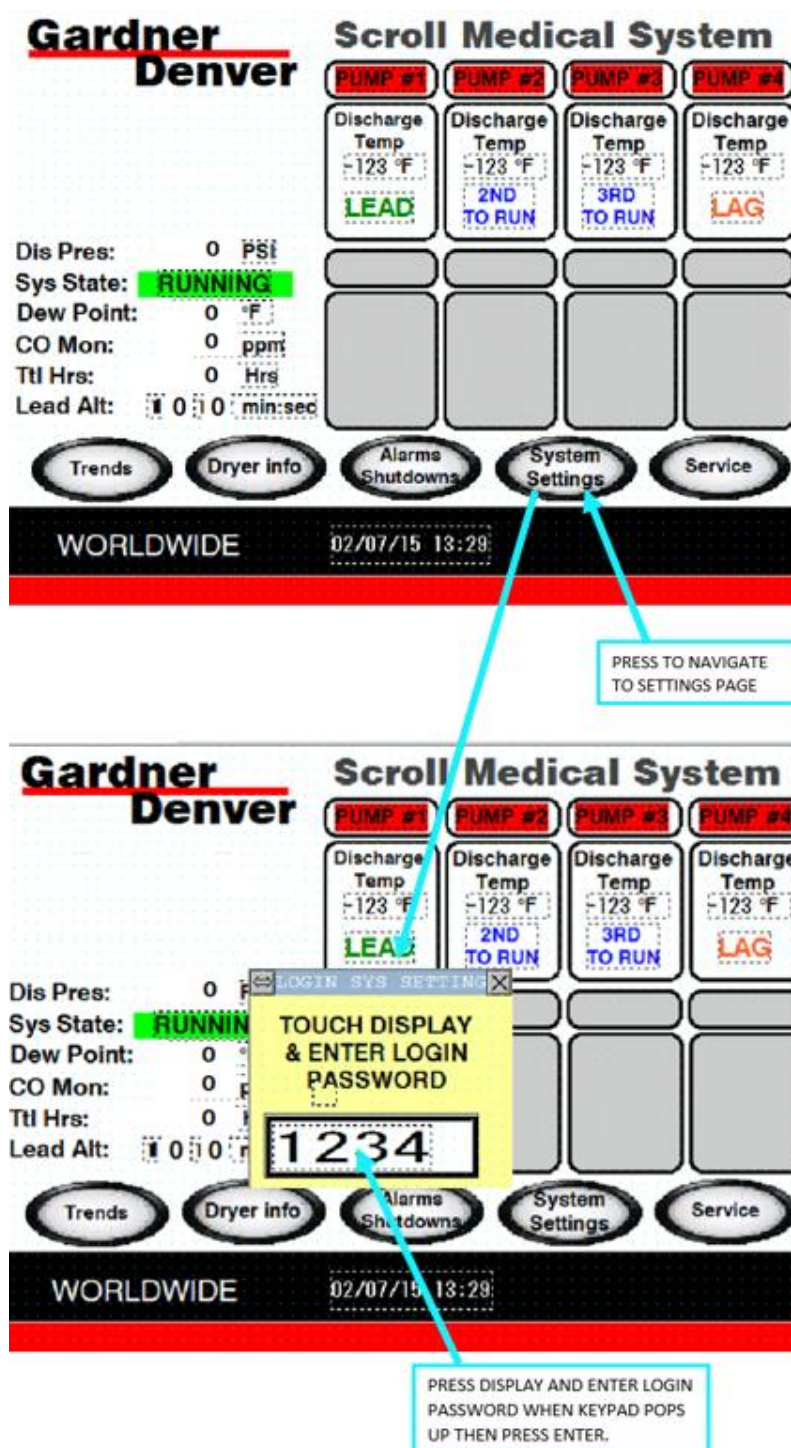 Gardner
Denver
Scroll Medical System
PUMP #1 PUMP #2 PUMP #3 PUMP #4
Discharge Discharge Discharge Discharge
Temp Temp Temp Temp
-123 °F -123 °F -123 °F -123 °F
LEAD 2ND TO RUN 3RD TO RUN LAG
Dis Pres: 0 PSI
Sys State: RUNNING
Dew Point: 0 °F
CO Mon: 0 ppm
Ttl Hrs: 0 Hrs
Lead Alt: 1 0 1 0 min:sec
Trends Dryer info Alarms Shutdowns System Settings Service
WORLDWIDE 02/07/15 13:29
PRESS TO NAVIGATE
TO SETTINGS PAGE
Gardner
Denver
Scroll Medical System
PUMP #1 PUMP #2 PUMP #3 PUMP #4
Discharge Discharge Discharge Discharge
Temp Temp Temp Temp
-123 °F -123 °F -123 °F -123 °F
LEAD 2ND TO RUN 3RD TO RUN LAG
LOGIN SYS SETTING
TOUCH DISPLAY
& ENTER LOGIN
PASSWORD
1234
Dis Pres: 0
Sys State: RUNNIN
Dew Point: 0
CO Mon: 0
Ttl Hrs: 0
Lead Alt: 1 0 1 0
Trends Dryer info Alarms Shutdowns System Settings Service
WORLDWIDE 02/07/15 13:29
PRESS DISPLAY AND ENTER LOGIN
PASSWORD WHEN KEYPAD POPS
UP THEN PRESS ENTER.